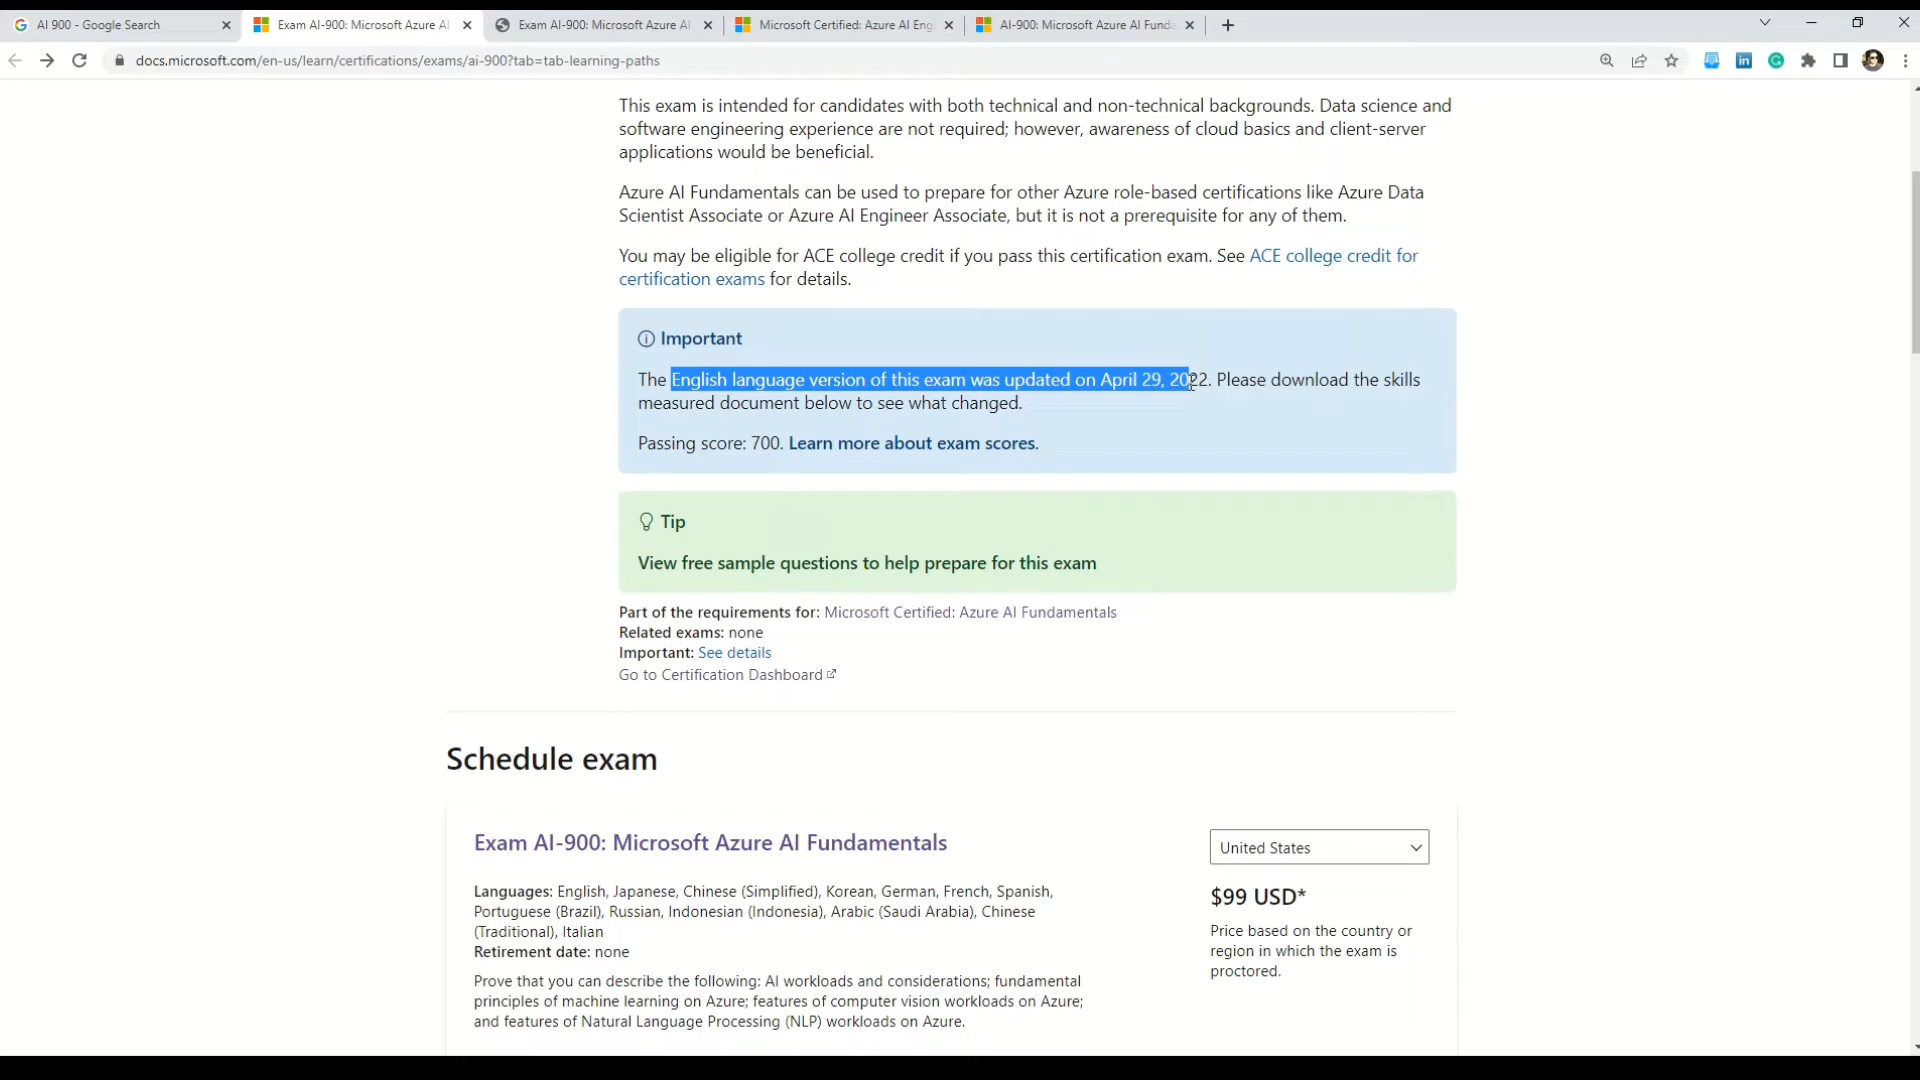 AI 900 - Google Search
Exam AI-900: Microsoft Azure AI
Exam AI-900: Microsoft Azure AI
Microsoft Certified: Azure AI Eng
AI-900: Microsoft Azure AI Funda
docs.microsoft.com/en-us/learn/certifications/exams/ai-900?tab=tab-learning-paths
This exam is intended for candidates with both technical and non-technical backgrounds. Data science and
software engineering experience are not required; however, awareness of cloud basics and client-server
applications would be beneficial.
Azure AI Fundamentals can be used to prepare for other Azure role-based certifications like Azure Data
Scientist Associate or Azure AI Engineer Associate, but it is not a prerequisite for any of them.
You may be eligible for ACE college credit if you pass this certification exam. See ACE college credit for
certification exams for details.
Important
The English language version of this exam was updated on April 29, 2022. Please download the skills
measured document below to see what changed.
Passing score: 700. Learn more about exam scores.
Tip
View free sample questions to help prepare for this exam
Part of the requirements for: Microsoft Certified: Azure AI Fundamentals
Related exams: none
Important: See details
Go to Certification Dashboard
Schedule exam
Exam AI-900: Microsoft Azure AI Fundamentals
Languages: English, Japanese, Chinese (Simplified), Korean, German, French, Spanish,
Portuguese (Brazil), Russian, Indonesian (Indonesia), Arabic (Saudi Arabia), Chinese
(Traditional), Italian
Retirement date: none
Prove that you can describe the following: AI workloads and considerations; fundamental
principles of machine learning on Azure; features of computer vision workloads on Azure;
and features of Natural Language Processing (NLP) workloads on Azure.
United States
$99 USD*
Price based on the country or
region in which the exam is
proctored.